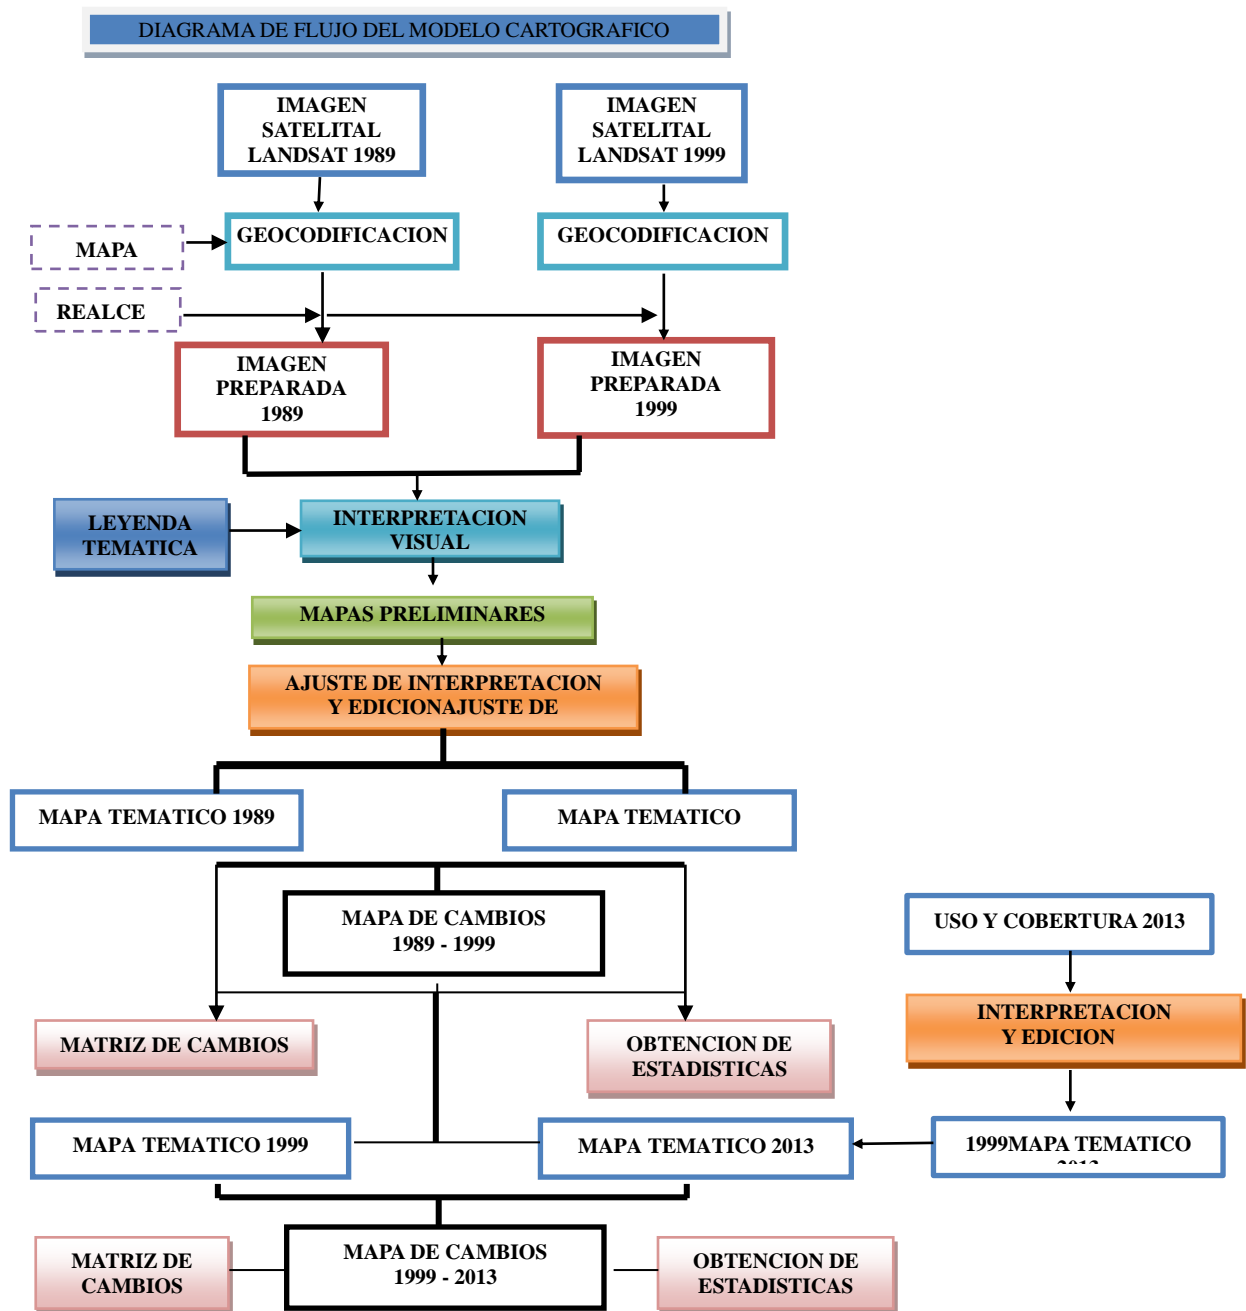 DIAGRAMA DE FLUJO DEL MODELO CARTOGRAFICO
IMAGEN
SATELITAL
LANDSAT 1989
IMAGEN
SATELITAL
LANDSAT 1999
MAPA
GEOCODIFICACION
GEOCODIFICACION
REALCE
IMAGEN
PREPARADA
1989
IMAGEN
PREPARADA
1999
LEYENDA
TEMATICA
INTERPRETACION
VISUAL
MAPAS PRELIMINARES
AJUSTE DE INTERPRETACION
Y EDICIONAJUSTE DE
MAPA TEMATICO 1989
MAPA TEMATICO
MAPA DE CAMBIOS
1989 - 1999
USO Y COBERTURA 2013
MATRIZ DE CAMBIOS
OBTENCION DE
ESTADISTICAS
INTERPRETACION
Y EDICION
MAPA TEMATICO 1999
MAPA TEMATICO 2013
1999MAPA TEMATICO
MATRIZ DE
CAMBIOS
MAPA DE CAMBIOS
1999 - 2013
OBTENCION DE
ESTADISTICAS